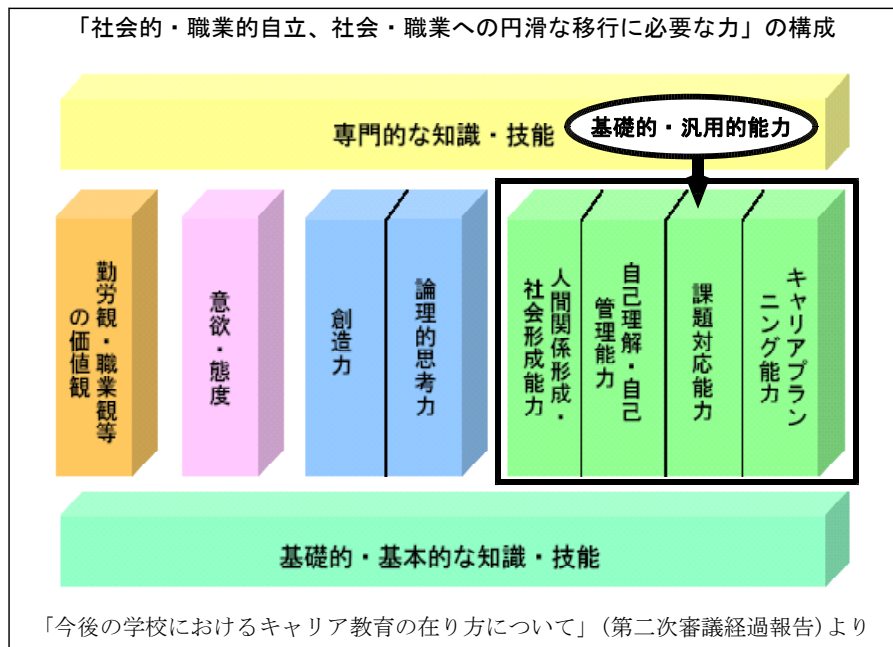 「社会的・職業的自立、社会・職業への円滑な移行に必要な力」の構成
専門的な知識・技能
基礎的・汎用的能力
勤労観・職業観等
の価値観
意欲・態度
創造力
論理的思考力
人間関係形成・
社会形成能力
自己理解・自己
管理能力
課題対応能力
キャリアプラン
ニング能力
基礎的・基本的な知識・技能
「今後の学校におけるキャリア教育の在り方について」(第二次審議経過報告)より